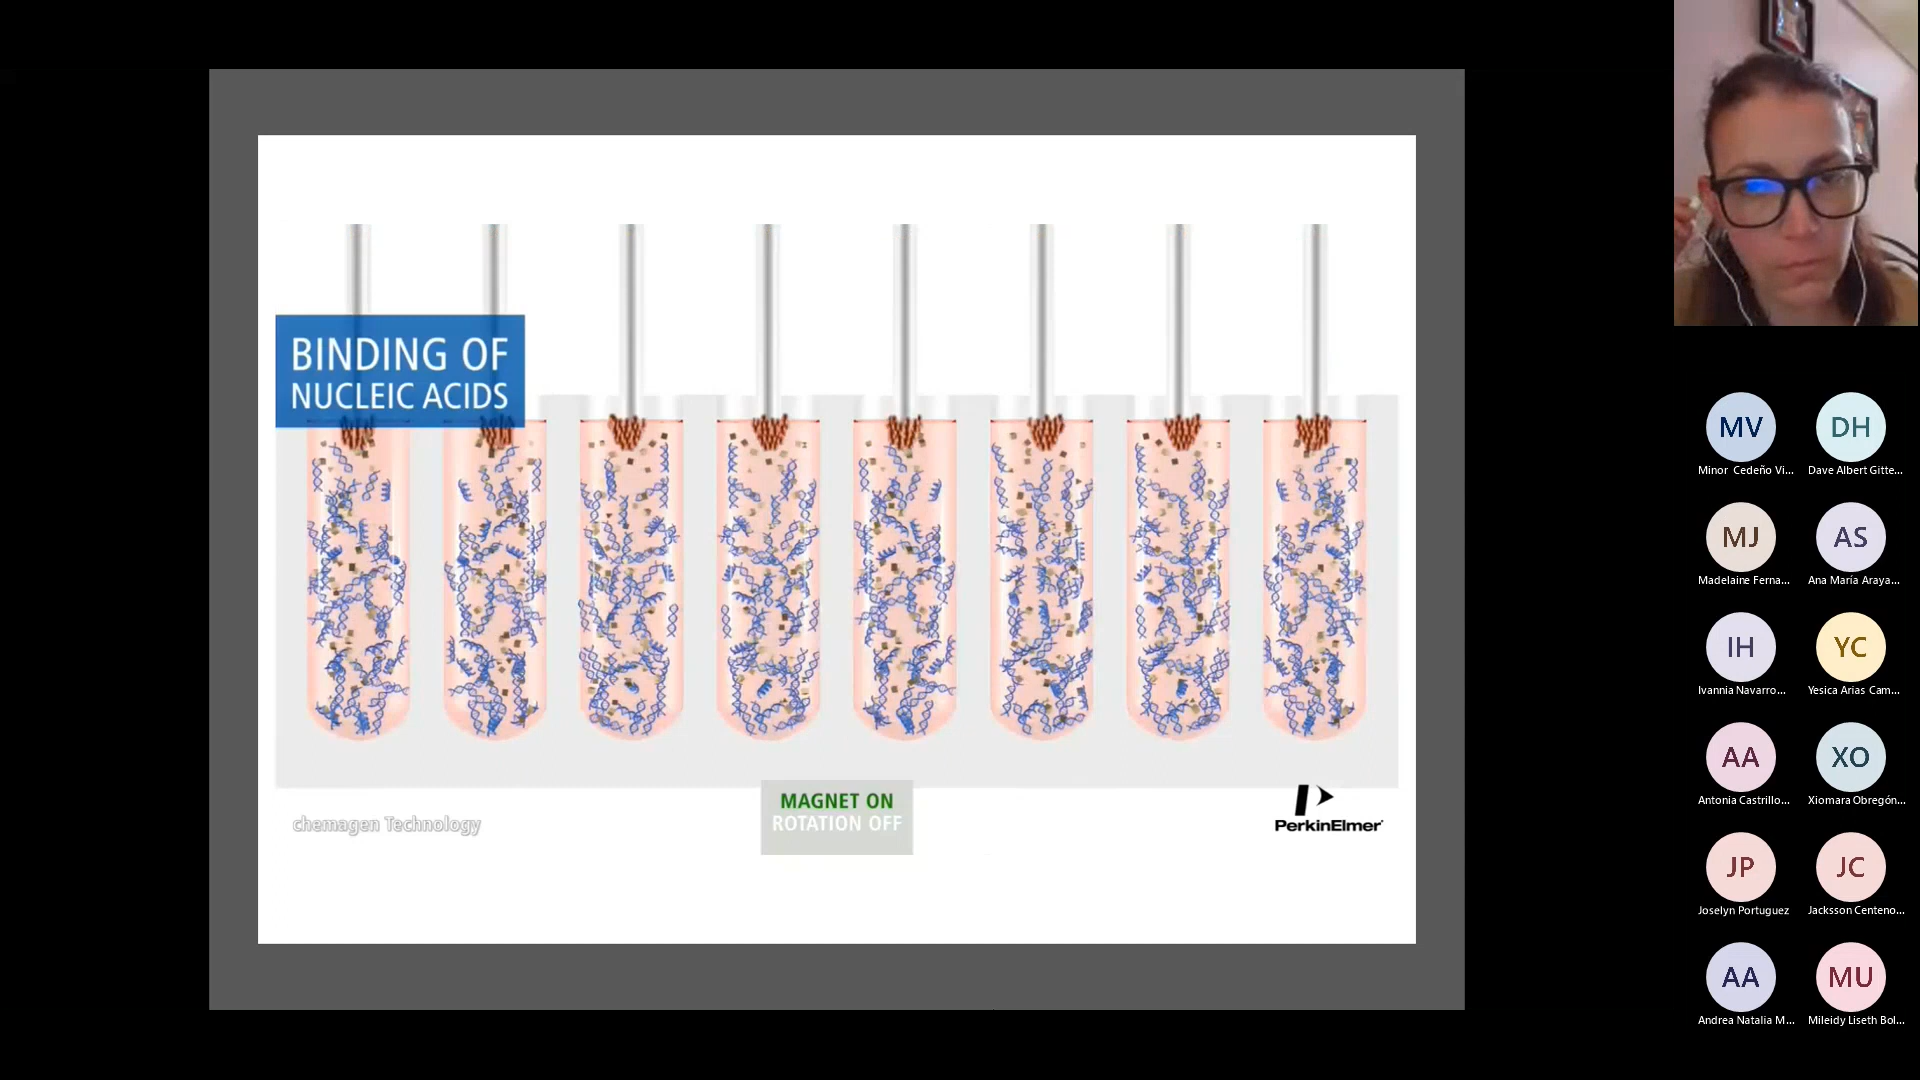 BINDING OF
NUCLEIC ACIDS
MAGNET ON
ROTATION OFF
chemagen Technology
PerkinElmer
MV
DH
Minor Cedeño Vi...
Dave Albert Gitte...
MJ
AS
Madelaine Ferna...
Ana María Araya...
IH
YC
Ivannia Navarro...
Yesica Arias Cam...
AA
XO
Antonia Castrillo...
Xiomara Obregón...
JP
JC
Joselyn Portuguez
Jacksson Centeno...
AA
MU
Andrea Natalia M...
Mileidy Liseth Bol...